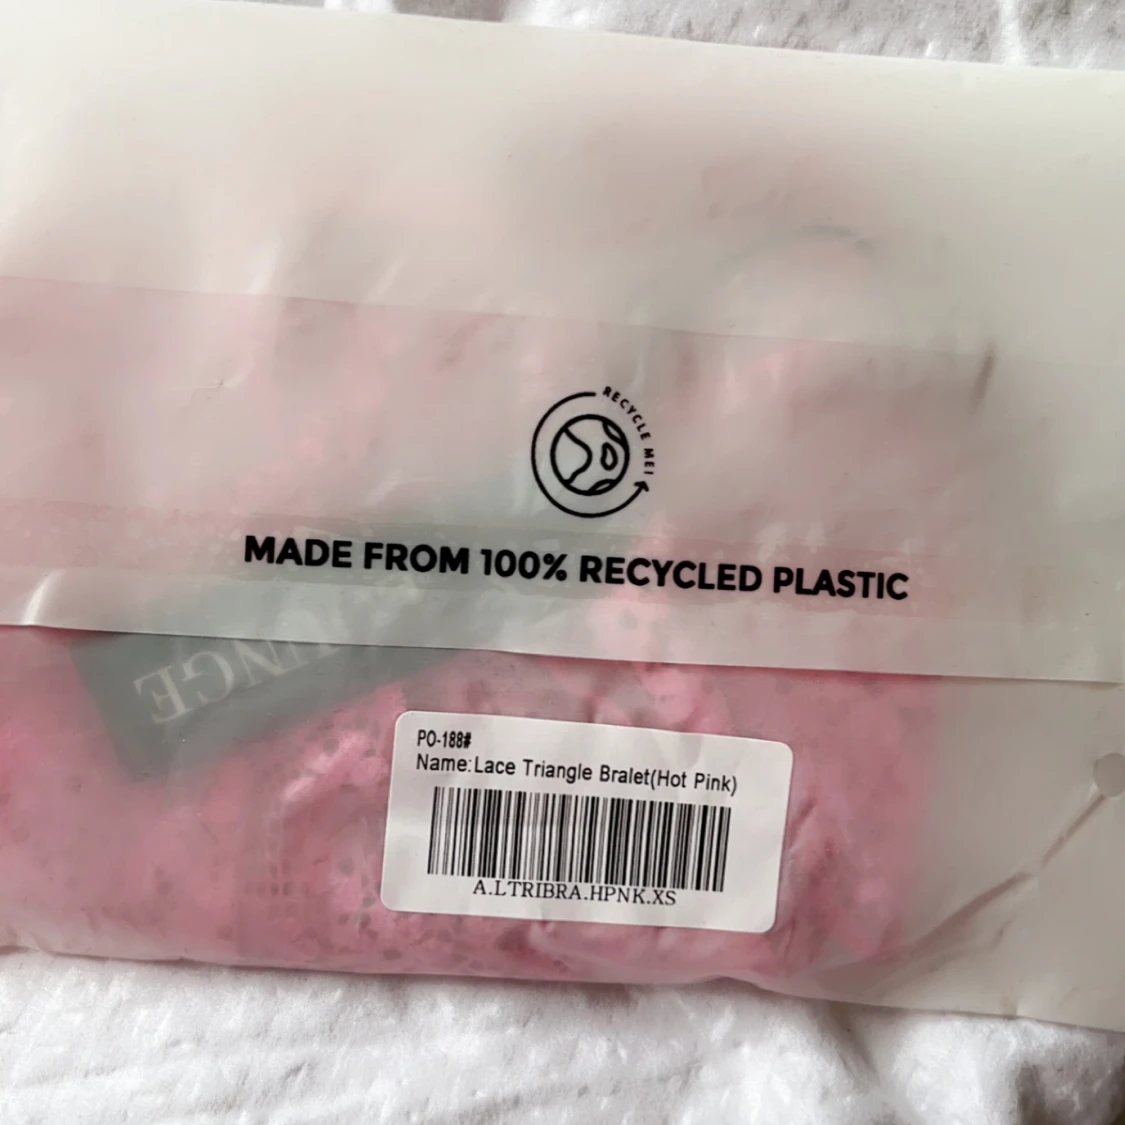 RECYCLE ME!
MADE FROM 100% RECYCLED PLASTIC
PO-188#
Name:Lace Triangle Bralet(Hot Pink)
A.LTRIBRA.HPNK.XS